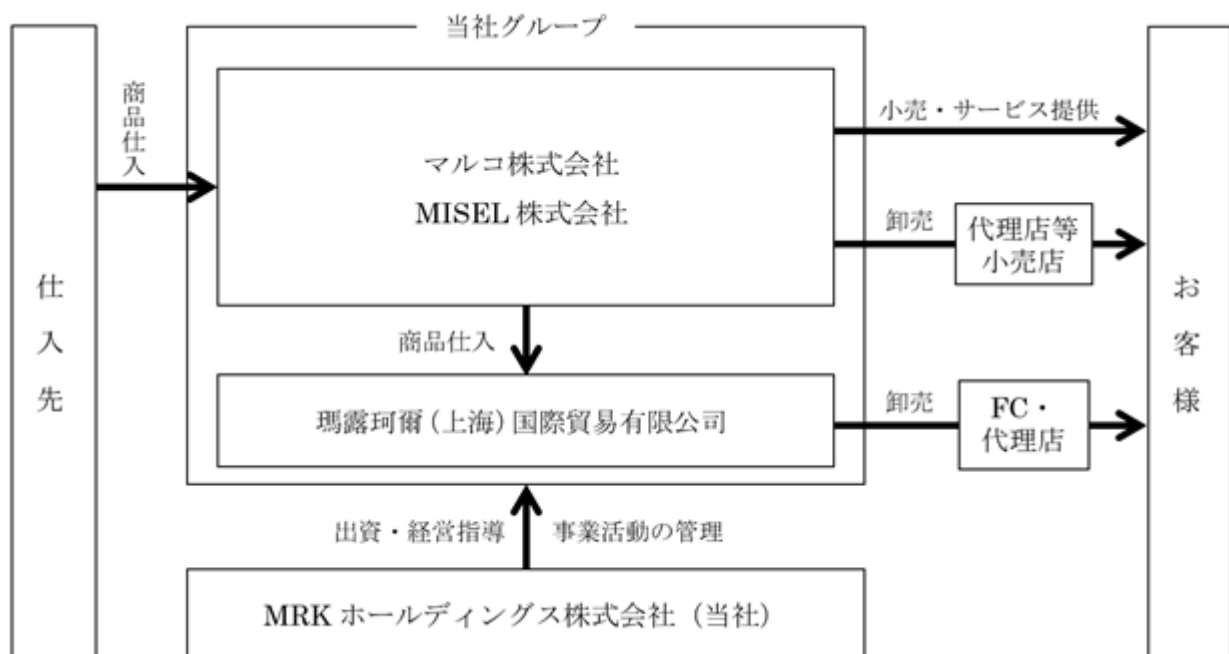 当社グループ
商品仕入
マルコ株式会社
MISEL 株式会社
小売・サービス提供
卸売
代理店等
小売店
仕入先
お客様
商品仕入
瑪露珂爾(上海)国際貿易有限公司
卸売
FC・
代理店
出資・経営指導
事業活動の管理
MRK ホールディングス株式会社(当社)